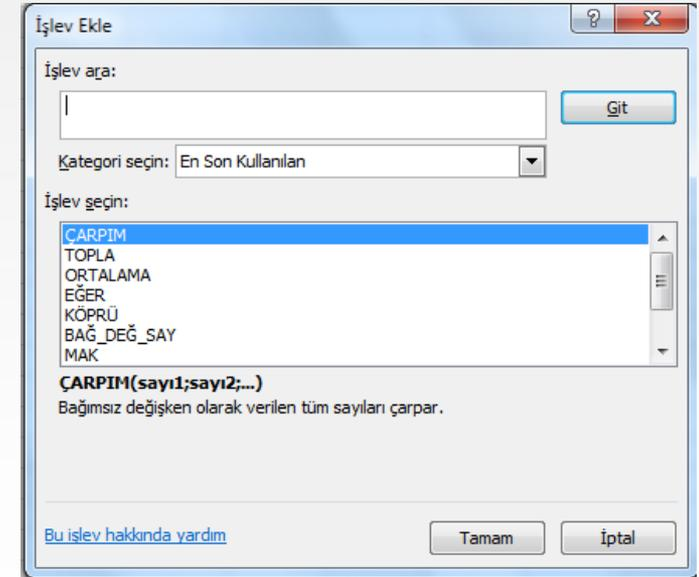 İşlev Ekle
İşlev ara:
Git
Kategori seçin: En Son Kullanılan
İşlev seçin:
ÇARPIM
TOPLA
ORTALAMA
EĞER
KÖPRÜ
BAĞ_DEĞ_SAY
MAK
ÇARPIM(sayı1;sayı2;...)
Bağımsız değişken olarak verilen tüm sayıları çarpar.
Bu işlev hakkında yardım
Tamam
İptal